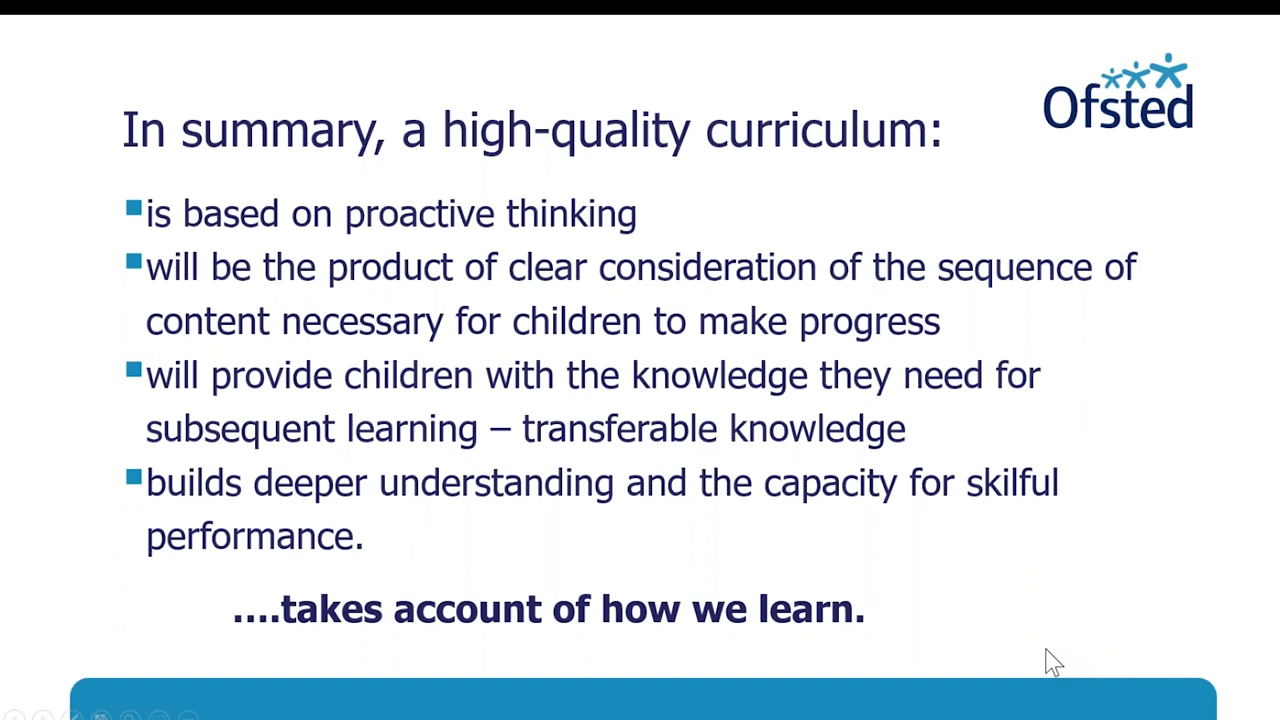 Ofsted
In summary, a high-quality curriculum:
is based on proactive thinking
will be the product of clear consideration of the sequence of
content necessary for children to make progress
will provide children with the knowledge they need for
subsequent learning – transferable knowledge
builds deeper understanding and the capacity for skilful
performance.
....takes account of how we learn.